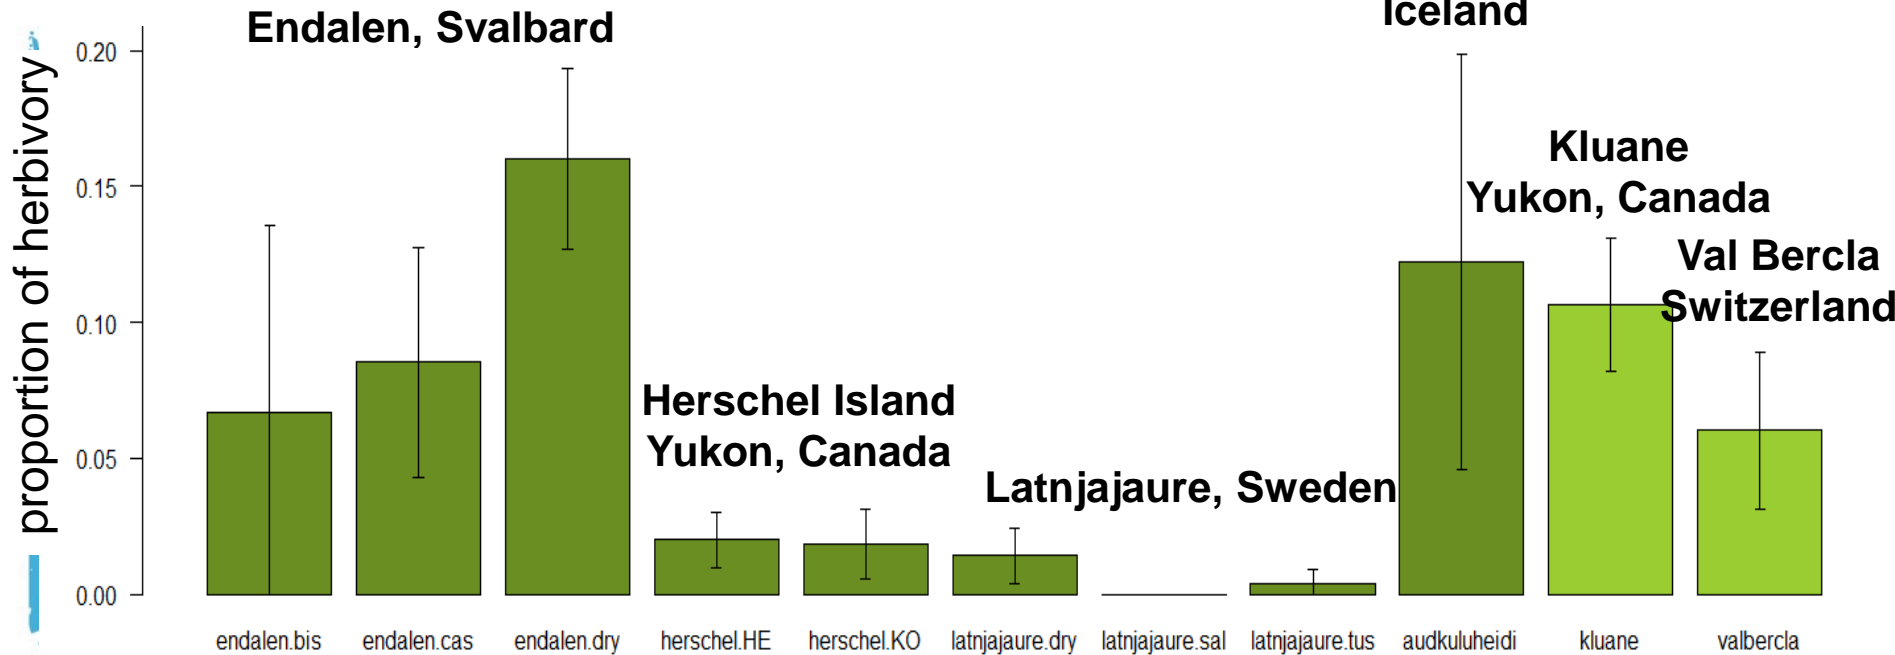 Endalen, Svalbard
Iceland
Kluane
Yukon, Canada
Val Bercla
Switzerland
Herschel Island
Yukon, Canada
Latnjajaure, Sweden
proportion of herbivory
0.20
0.15
0.10
0.05
0.00
endalen.bis endalen.cas endalen.dry herschel.HE herschel.KO latnjajaure.dry latnjajaure.sal latnjajaure.tus audkuluheidi kluane valbercla